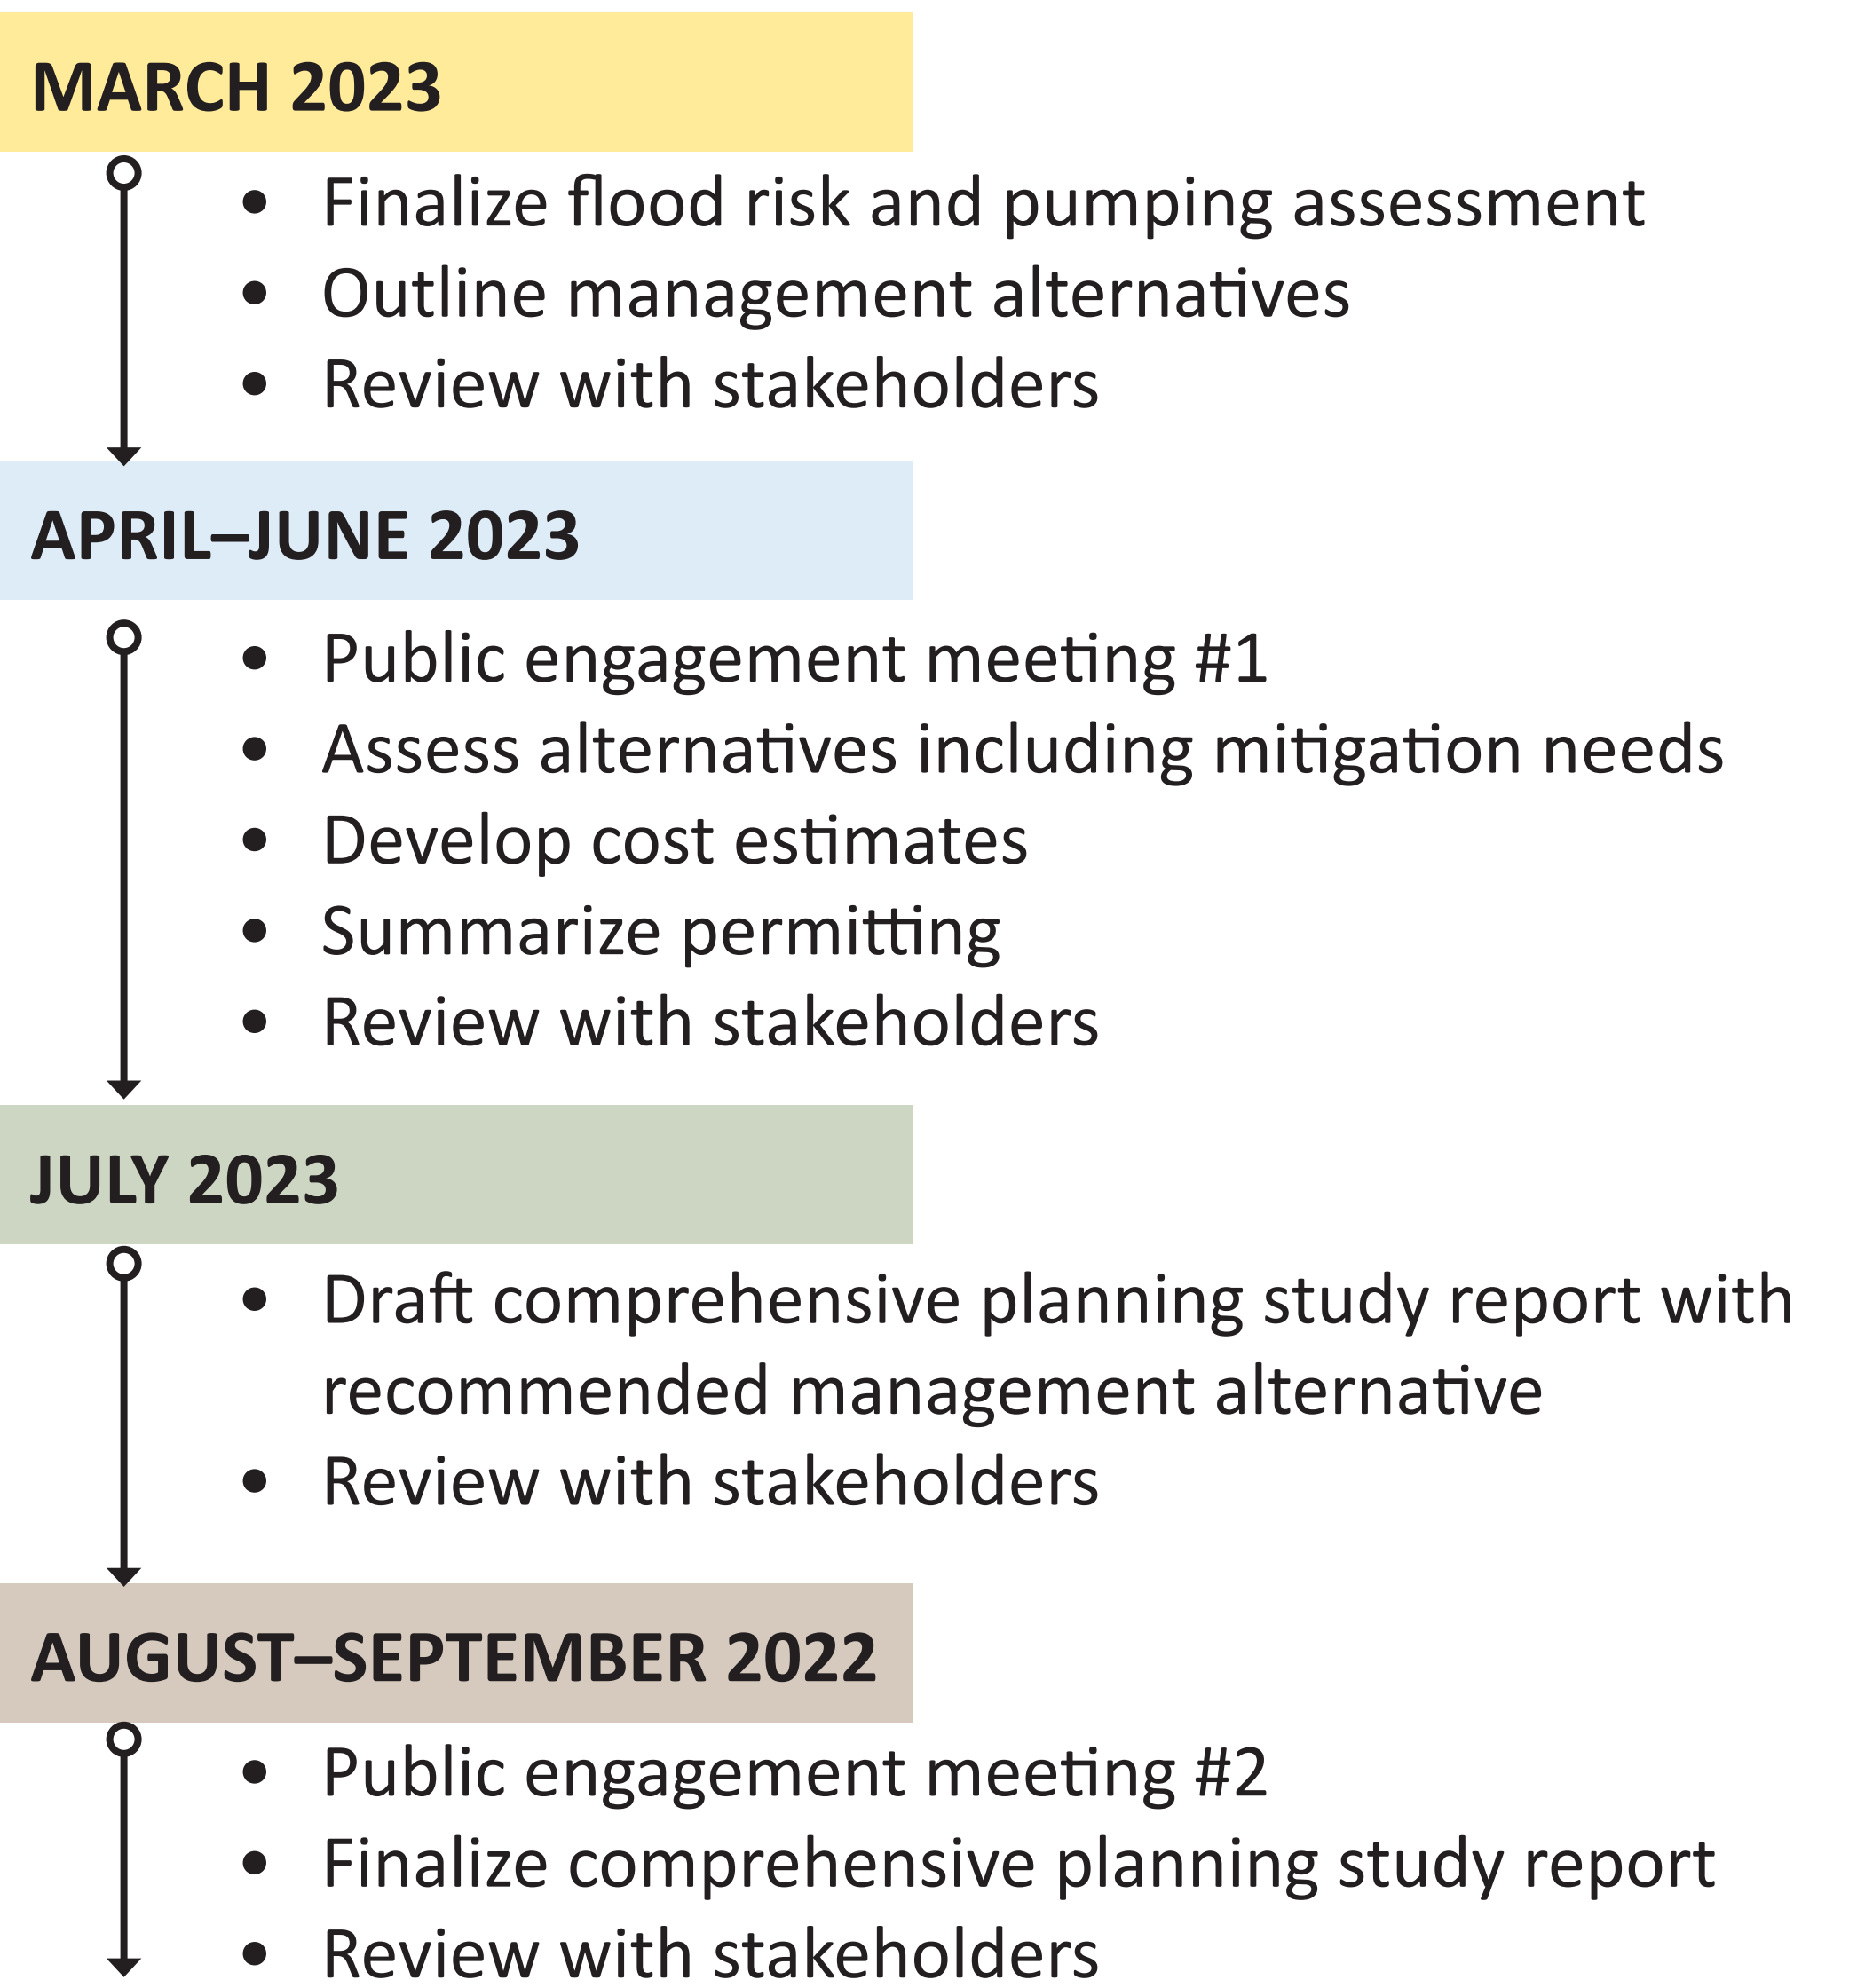 MARCH 2023
• Finalize flood risk and pumping assessment
• Outline management alternatives
• Review with stakeholders
APRIL–JUNE 2023
• Public engagement meeting #1
• Assess alternatives including mitigation needs
• Develop cost estimates
• Summarize permitting
• Review with stakeholders
JULY 2023
• Draft comprehensive planning study report with
recommended management alternative
• Review with stakeholders
AUGUST–SEPTEMBER 2022
• Public engagement meeting #2
• Finalize comprehensive planning study report
• Review with stakeholders